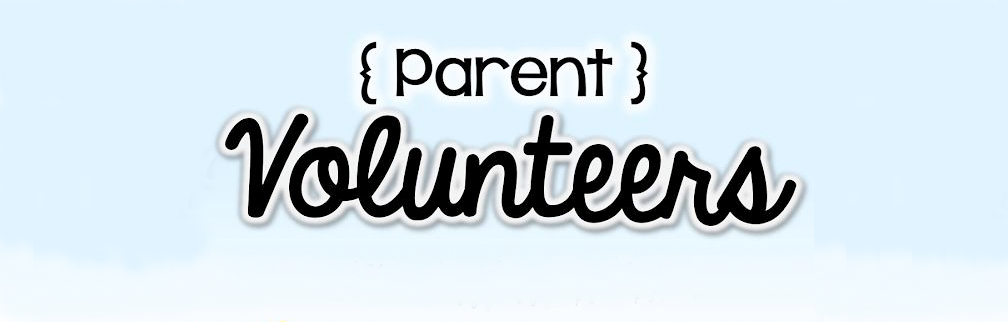 { parent }
Volunteers